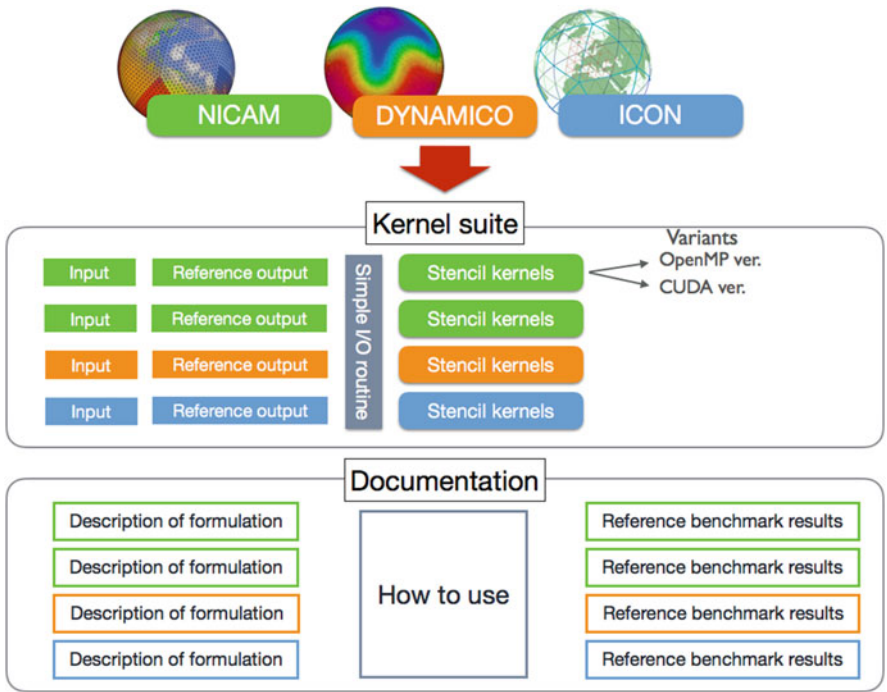 NICAM
DYNAMICO
ICON
Kernel suite
Variants
OpenMP ver.
CUDA ver.
Input
Reference output
Simple I/O routine
Stencil kernels
Input
Reference output
Stencil kernels
Input
Reference output
Stencil kernels
Input
Reference output
Stencil kernels
Documentation
Description of formulation
How to use
Reference benchmark results
Description of formulation
Reference benchmark results
Description of formulation
Reference benchmark results
Description of formulation
Reference benchmark results